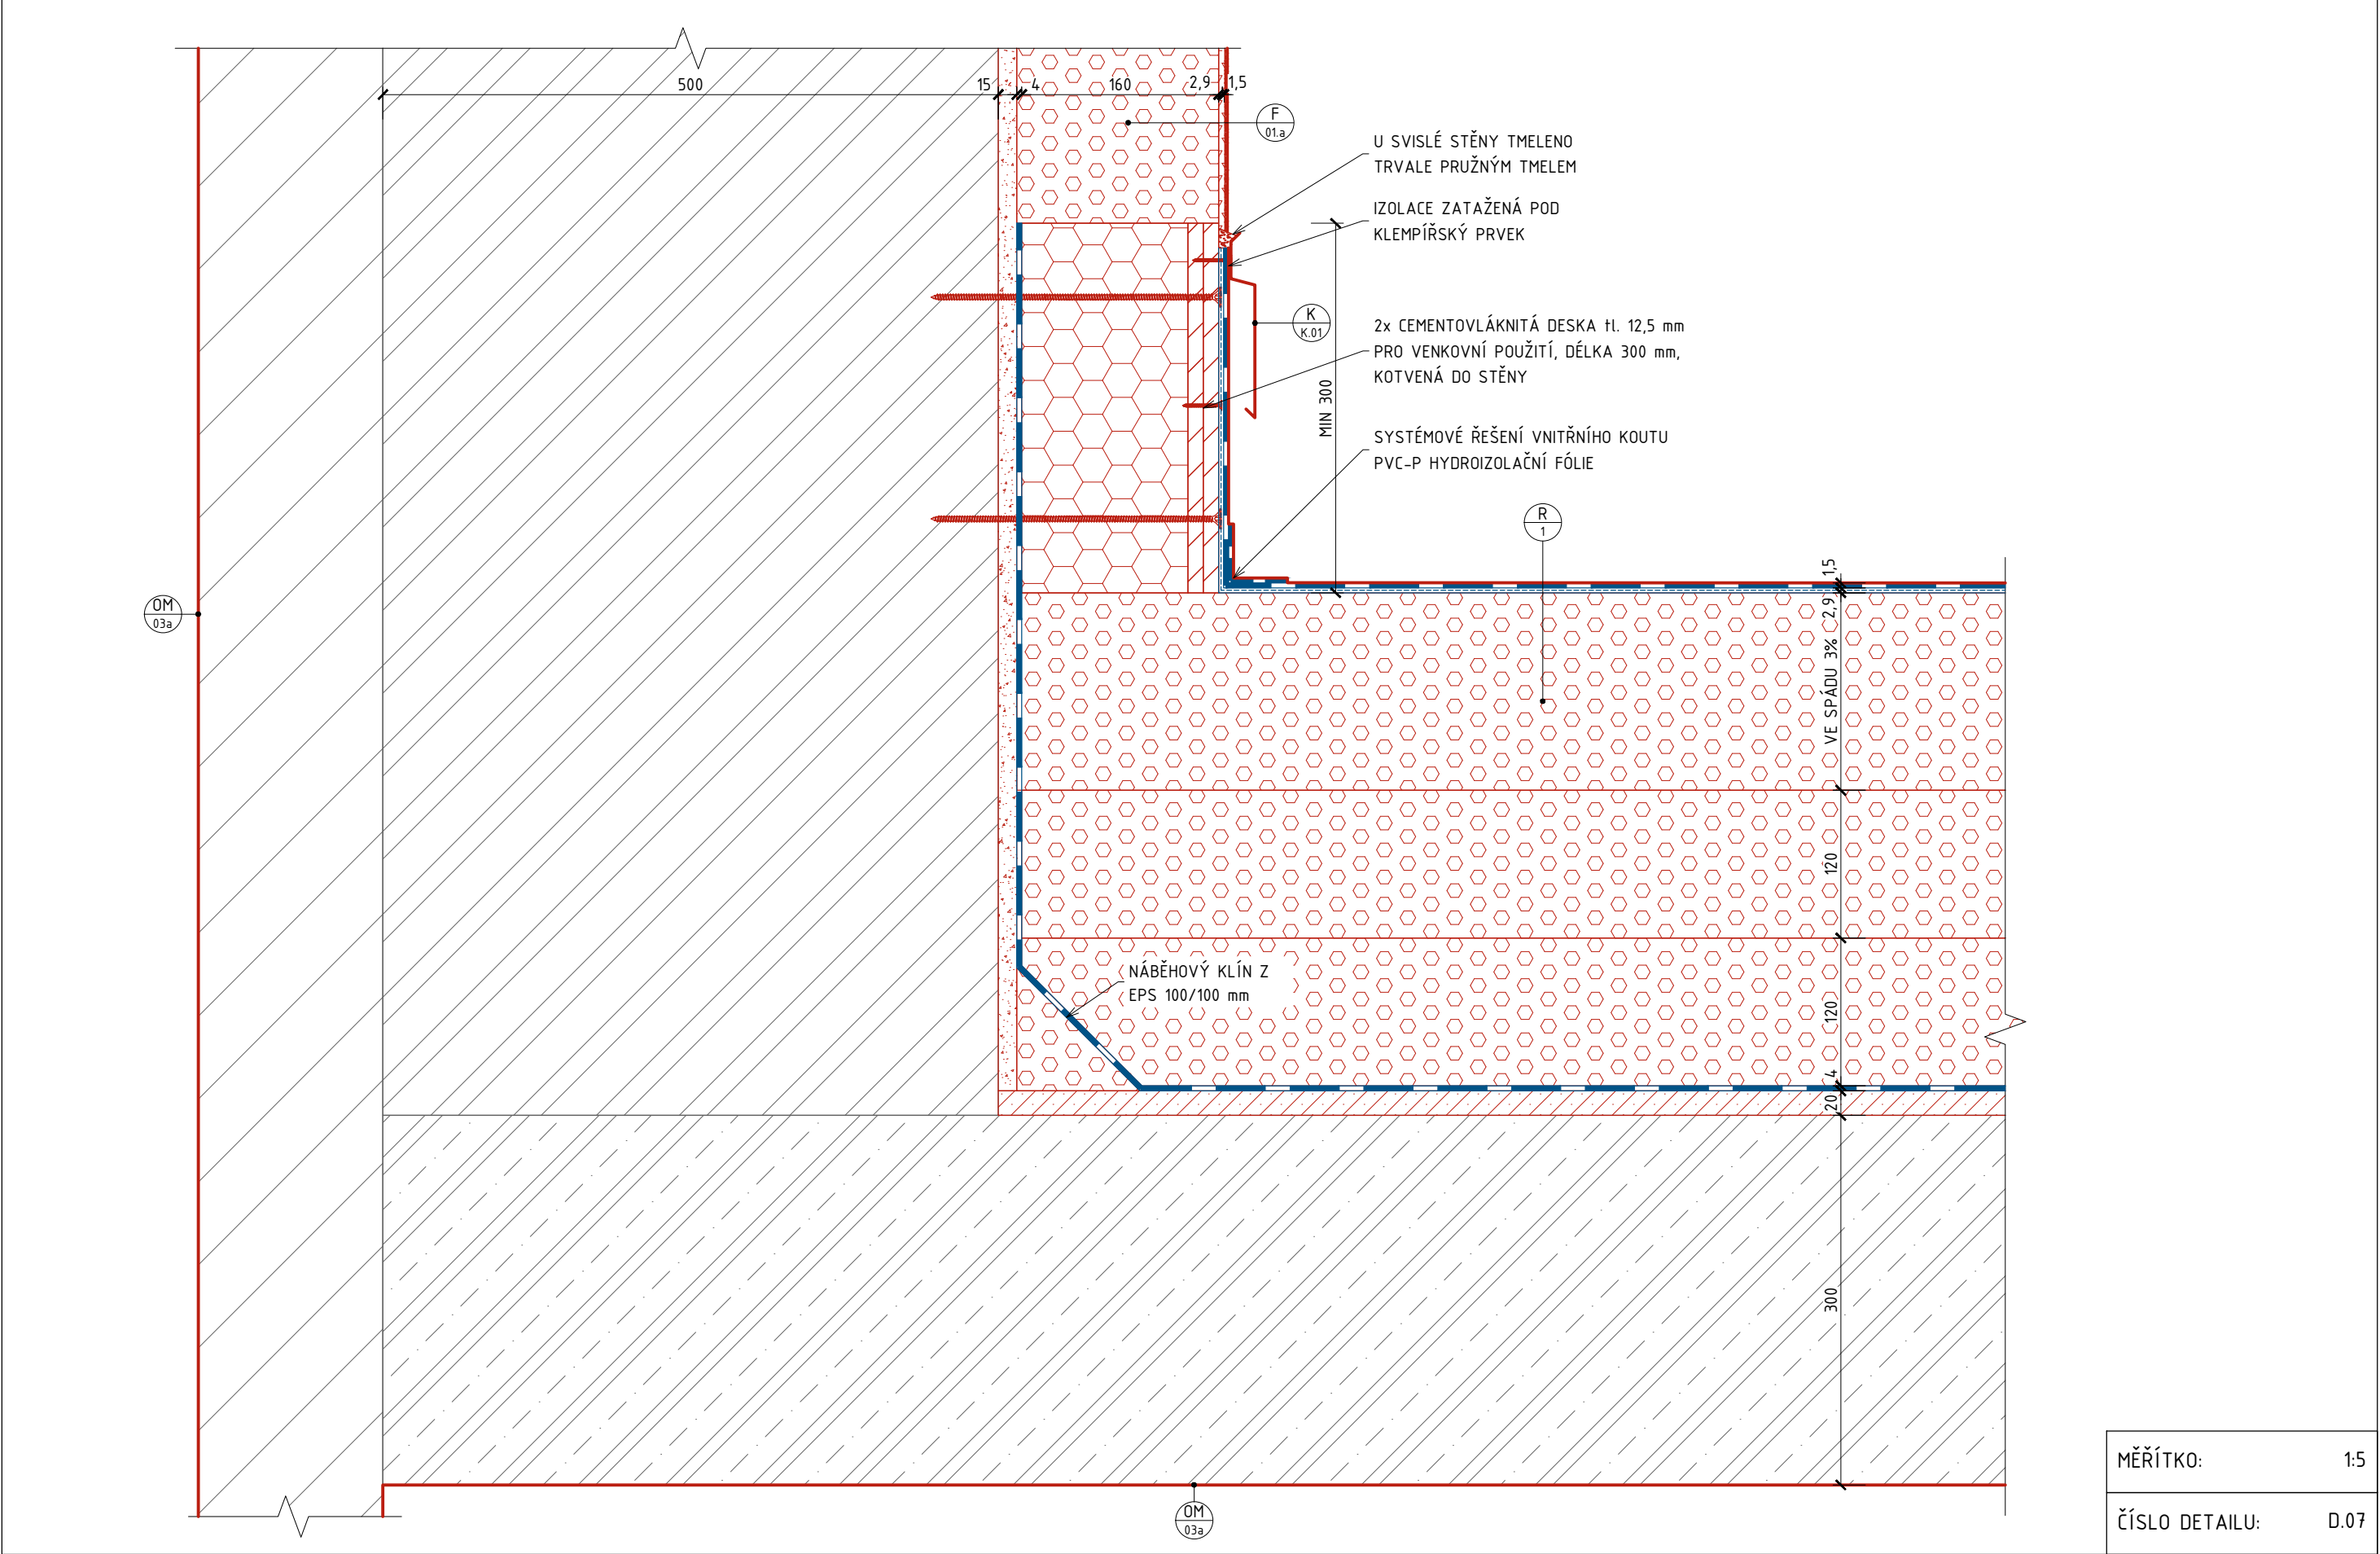 500
15
4
160
2,9
1,5
F
01.a
U SVISLÉ STĚNY TMELENO
TRVALE PRUŽNÝM TMELEM
IZOLACE ZATAŽENÁ POD
KLEMPÍŘSKÝ PRVEK
K
K.01
2x CEMENTOVLÁKNITÁ DESKA tl. 12,5 mm
PRO VENKOVNÍ POUŽITÍ, DÉLKA 300 mm,
KOTVENÁ DO STĚNY
MIN 300
SYSTÉMOVÉ ŘEŠENÍ VNITŘNÍHO KOUTU
PVC-P HYDROIZOLAČNÍ FÓLIE
R
1
OM
03a
1,5
2,9
VE SPÁDU 3%
120
NÁBĚHOVÝ KLÍN Z
EPS 100/100 mm
120
4
20
300
OM
03a
MĚŘÍTKO: 1:5
ČÍSLO DETAILU: D.07